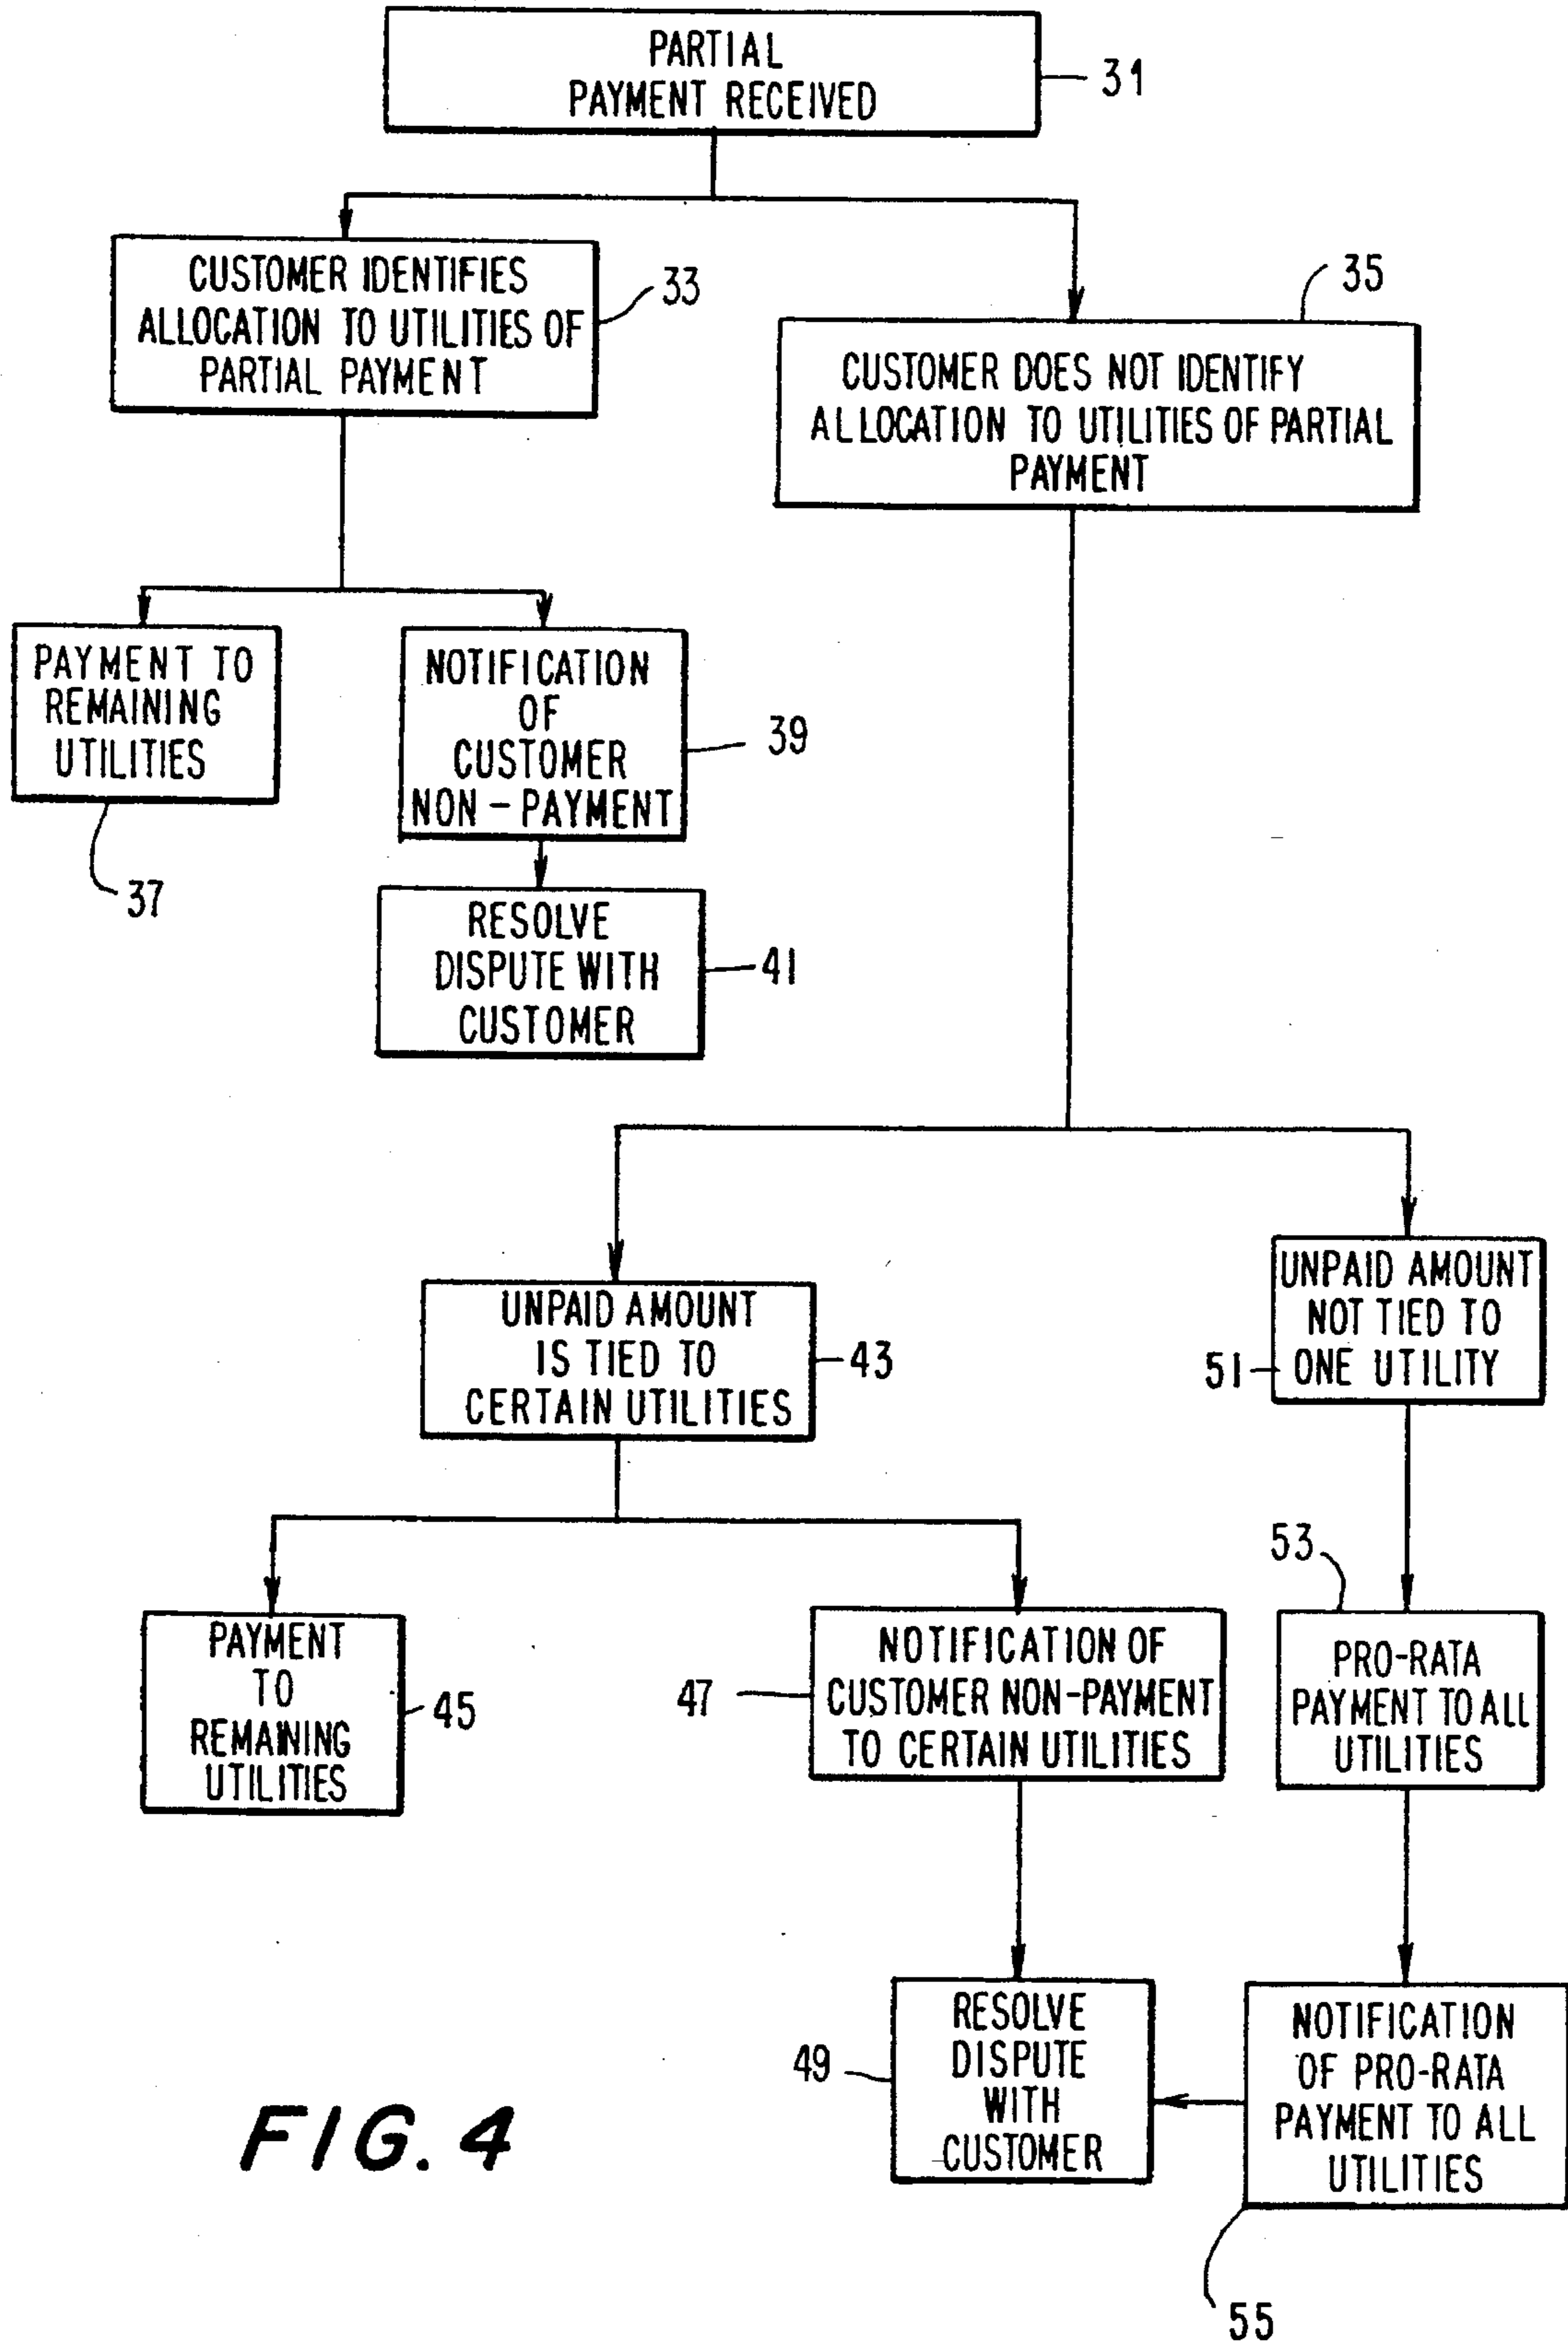 PARTIAL
PAYMENT RECEIVED
31
CUSTOMER IDENTIFIES
ALLOCATION TO UTILITIES OF
PARTIAL PAYMENT
33
35
CUSTOMER DOES NOT IDENTIFY
ALLOCATION TO UTILITIES OF PARTIAL
PAYMENT
PAYMENT TO
REMAINING
UTILITIES
37
NOTIFICATION
OF
CUSTOMER
NON-PAYMENT
39
RESOLVE
DISPUTE WITH
CUSTOMER
41
UNPAID AMOUNT
IS TIED TO
CERTAIN UTILITIES
43
UNPAID AMOUNT
NOT TIED TO
ONE UTILITY
51
PAYMENT
TO
REMAINING
UTILITIES
45
47
NOTIFICATION OF
CUSTOMER NON-PAYMENT
TO CERTAIN UTILITIES
53
PRO-RATA
PAYMENT TO ALL
UTILITIES
49
RESOLVE
DISPUTE
WITH
CUSTOMER
NOTIFICATION
OF PRO-RATA
PAYMENT TO ALL
UTILITIES
55
FIG. 4